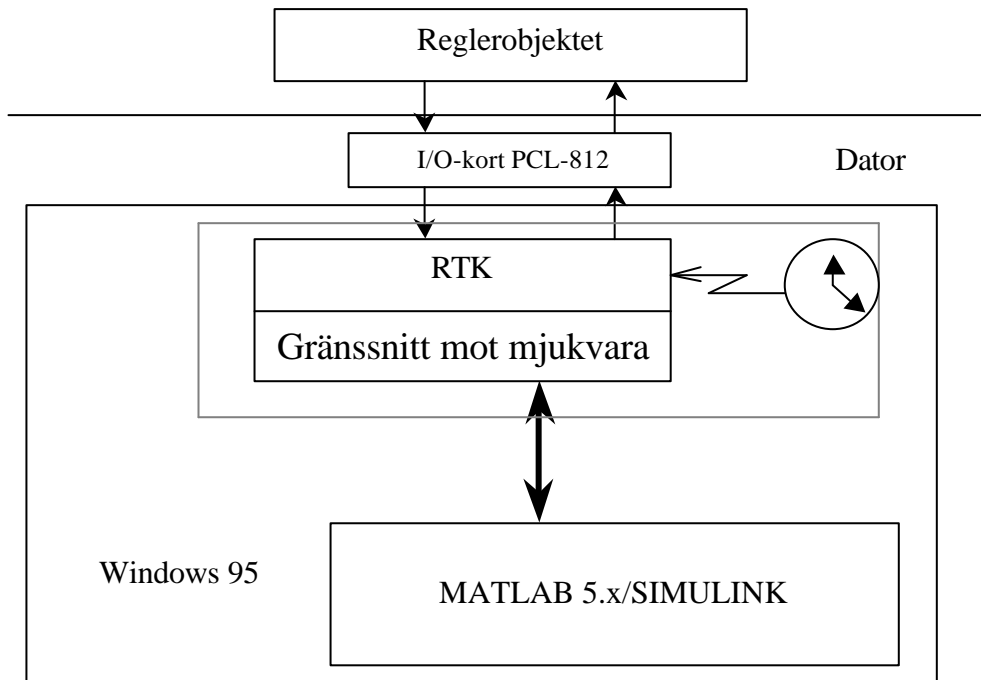 Reglerobjektet
I/O-kort PCL-812
Dator
RTK
Gränssnitt mot mjukvara
Windows 95
MATLAB 5.x/SIMULINK